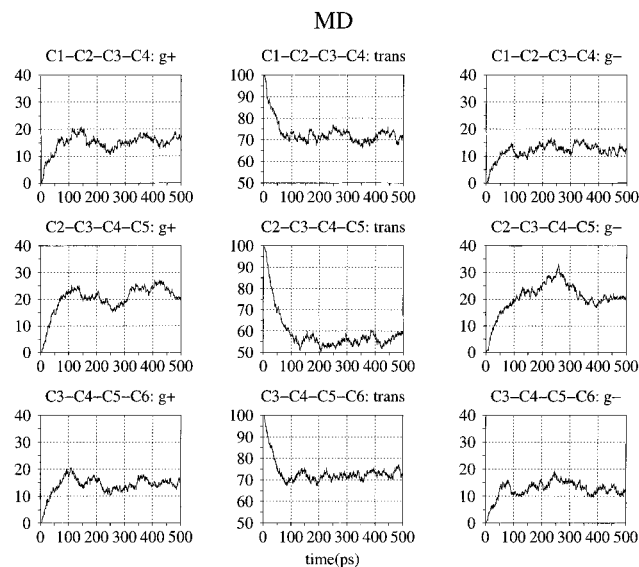 MD
C1–C2–C3–C4: g+
C1–C2–C3–C4: trans
C1–C2–C3–C4: g–
40
30
20
10
0
0 100 200 300 400 500
100
90
80
70
60
50
0 100 200 300 400 500
40
30
20
10
0
0 100 200 300 400 500
C2–C3–C4–C5: g+
C2–C3–C4–C5: trans
C2–C3–C4–C5: g–
40
30
20
10
0
0 100 200 300 400 500
100
90
80
70
60
50
0 100 200 300 400 500
40
30
20
10
0
0 100 200 300 400 500
C3–C4–C5–C6: g+
C3–C4–C5–C6: trans
C3–C4–C5–C6: g–
40
30
20
10
0
0 100 200 300 400 500
100
90
80
70
60
50
0 100 200 300 400 500
40
30
20
10
0
0 100 200 300 400 500
time(ps)